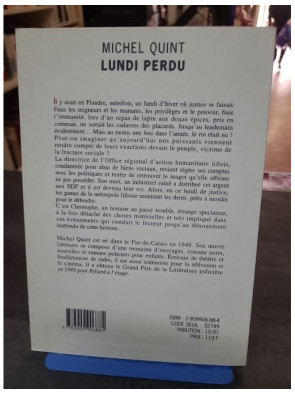 MICHEL QUINT
LUNDI PERDU
Il y avait en Flandre, autrefois, un lundi d'hiver où justice se faisait.
Finis les seigneurs et les manants, les privilèges et le pouvoir, finie
l'immunité, lors d'un repas de lapin aux douze épices, pris en
commun, on sortait les cadavres des placards. Jusqu'au lendemain
évidemment... Mais au moins une fois dans l'année, le roi était nu !
Peut-on imaginer qu'aujourd'hui nos puissants viennent
rendre compte de leurs exactions devant le peuple, victime de
la fracture sociale ?
La directrice de l'Office régional d'action humanitaire lillois,
condamnée pour abus de biens sociaux, revient régler ses comptes
avec les politiques et tenter de retrouver le magot qu'elle affirme
ne pas posséder. Son mari, un industriel ruiné a distribué cet argent
aux SDF et il est devenu leur roi. Alors, en ce lundi de justice,
les gueux de la métropole lilloise montrent les dents, prêts à mordre
pour le défendre.
C'est Christophe, un homme au passé trouble, étrange spectateur,
à la fois détaché des choses matérielles et très impliqué dans
ces événements qui conduit le lecteur jusqu'au dénouement
inattendu de cette histoire.
Michel Quint est né dans le Pas-de-Calais en 1949. Son œuvre
littéraire se compose d'une trentaine d'ouvrages, romans noirs,
nouvelles et romans policiers pour enfants. Écrivain de théâtre et
feuilletoniste de radio, il est aussi scénariste pour la télévision et
le cinéma. Il a obtenu le Grand Prix de la Littérature policière
en 1989 pour Billard à l'étage.
ISBN : 2-909906-88-4
CODE SEUIL : 32789
PARUTION : 10.97
PRIX : 119 F